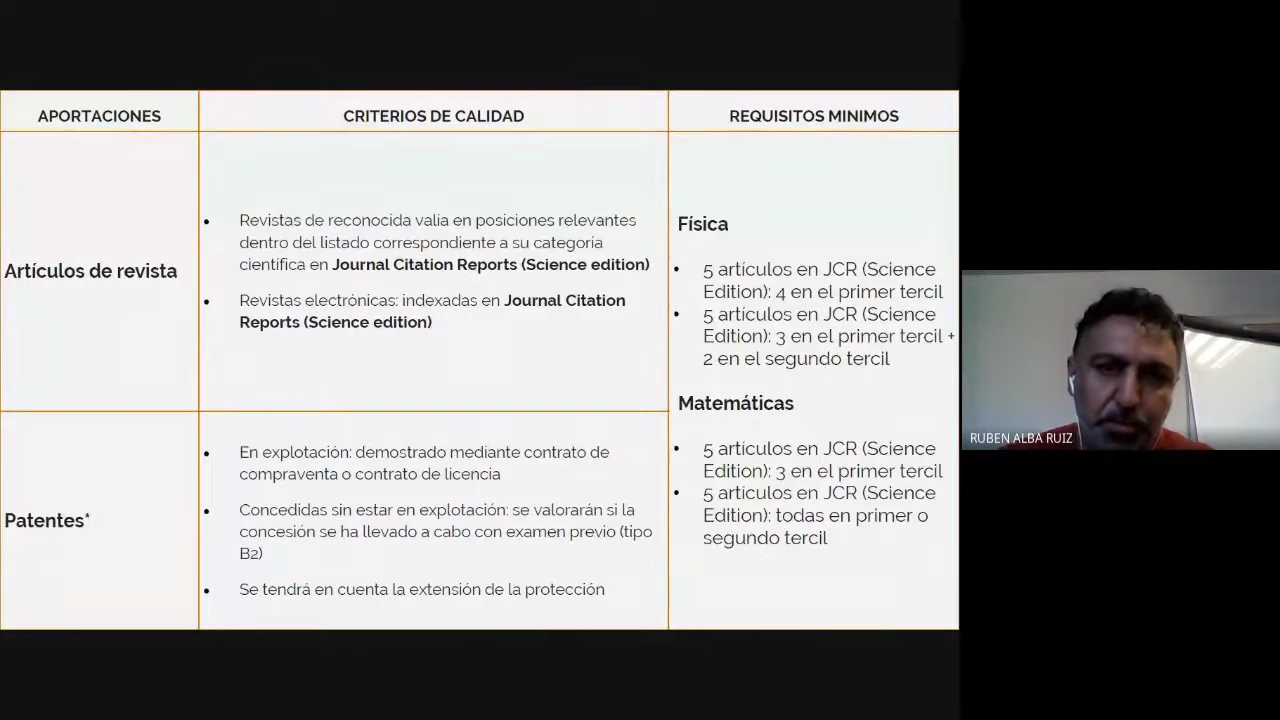 APORTACIONES
CRITERIOS DE CALIDAD
REQUISITOS MINIMOS
Artículos de revista
• Revistas de reconocida valía en posiciones relevantes
dentro del listado correspondiente a su categoría
científica en Journal Citation Reports (Science edition)
• Revistas electrónicas: indexadas en Journal Citation
Reports (Science edition)
Física
• 5 artículos en JCR (Science
Edition): 4 en el primer tercil
• 5 artículos en JCR (Science
Edition): 3 en el primer tercil +
2 en el segundo tercil
Matemáticas
• 5 artículos en JCR (Science
Edition): 3 en el primer tercil
• 5 artículos en JCR (Science
Edition): todas en primer o
segundo tercil
Patentes*
• En explotación: demostrado mediante contrato de
compraventa o contrato de licencia
• Concedidas sin estar en explotación: se valorarán si la
concesión se ha llevado a cabo con examen previo (tipo
B2)
• Se tendrá en cuenta la extensión de la protección
RUBEN ALBA RUIZ